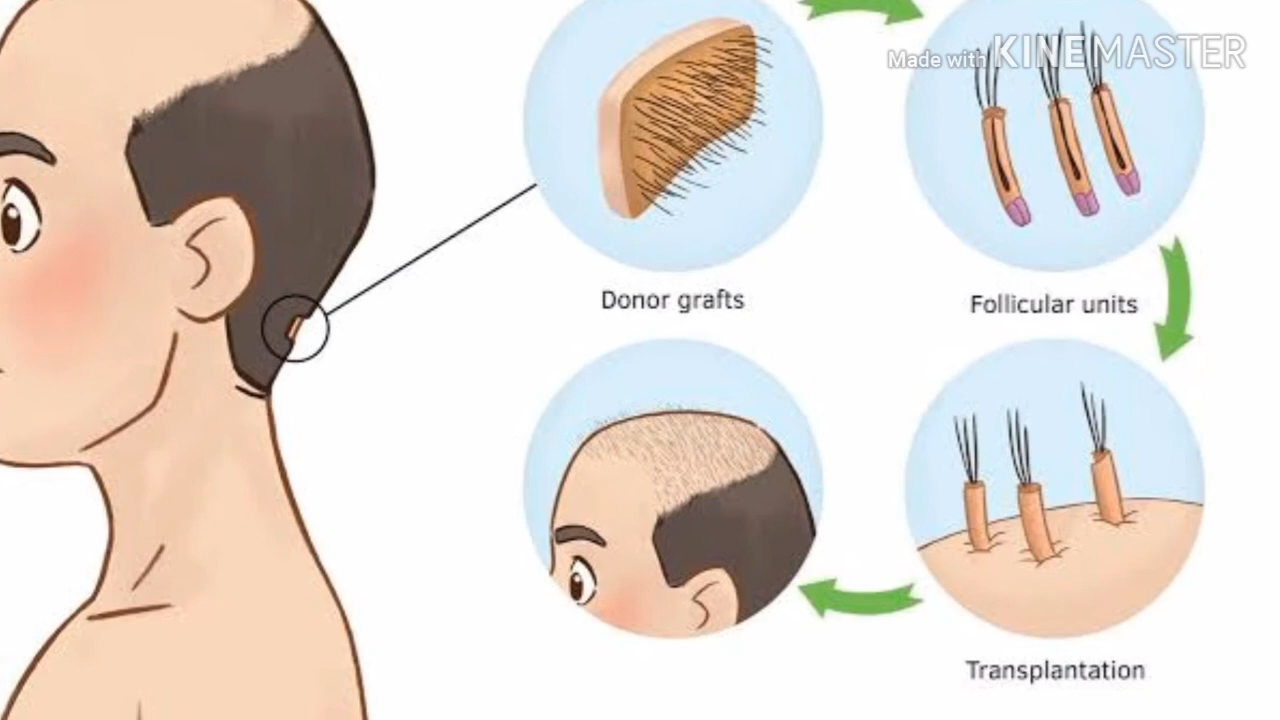 Made with KINEMASTER
Donor grafts
Follicular units
Transplantation